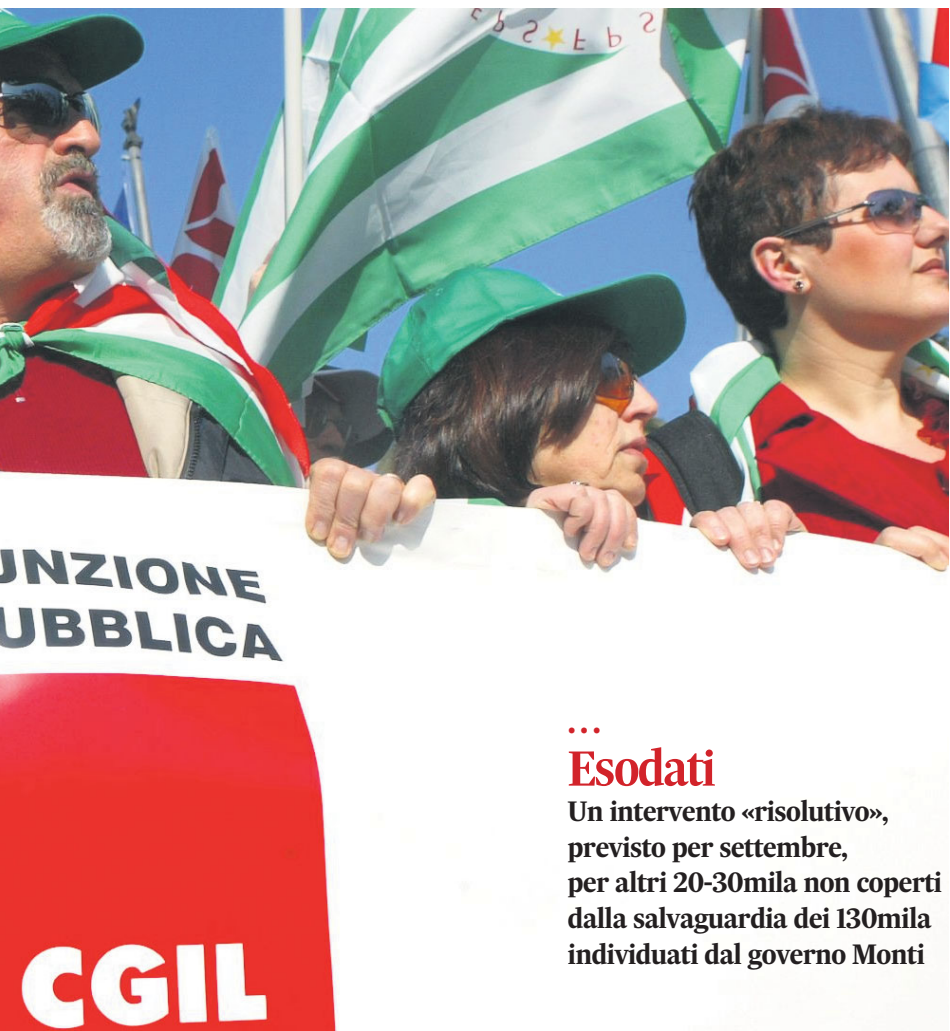 UNZIONE
UBBLICA
CGIL
...
Esodati
Un intervento «risolutivo»,
previsto per settembre,
per altri 20-30mila non coperti
dalla salvaguardia dei 130mila
individuati dal governo Monti